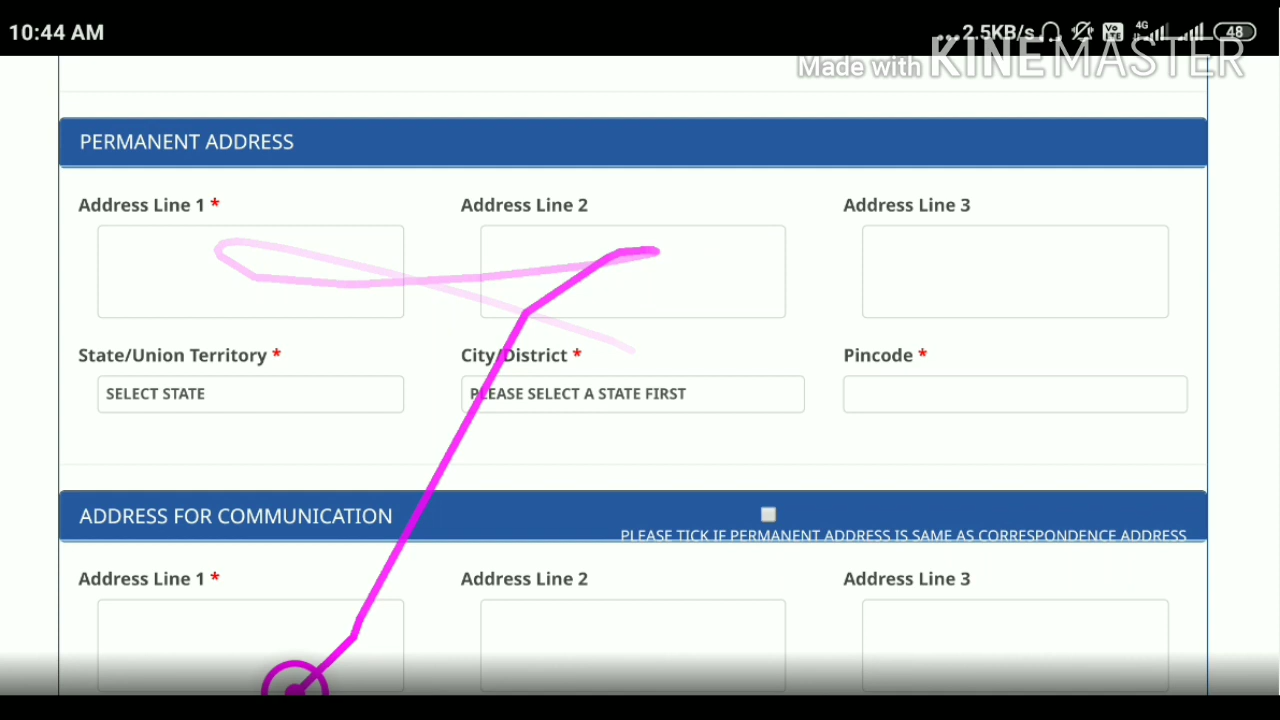 10:44 AM
...2.5KB/s 4G 48
Made with KINEMASTER
PERMANENT ADDRESS
Address Line 1 * Address Line 2 Address Line 3
State/Union Territory * City/District * Pincode *
SELECT STATE PLEASE SELECT A STATE FIRST
ADDRESS FOR COMMUNICATION
PLEASE TICK IF PERMANENT ADDRESS IS SAME AS CORRESPONDENCE ADDRESS
Address Line 1 * Address Line 2 Address Line 3